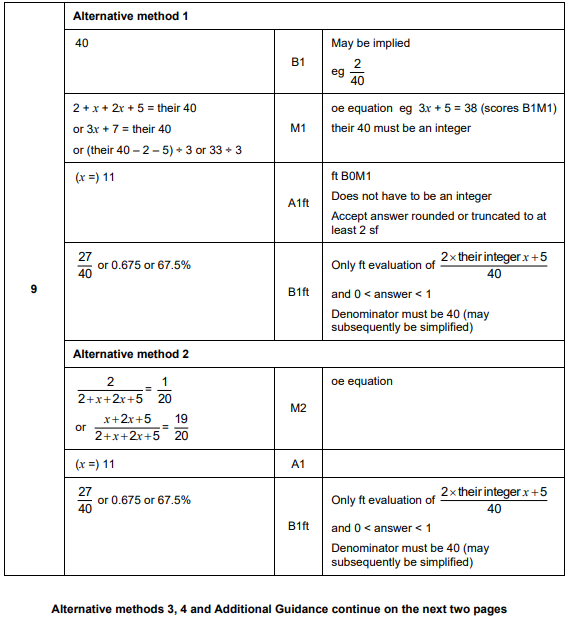 Alternative method 1
40
B1
May be implied
eg 2/40
2 + x + 2x + 5 = their 40
or 3x + 7 = their 40
or (their 40 – 2 – 5) ÷ 3 or 33 ÷ 3
M1
oe equation eg 3x + 5 = 38 (scores B1M1)
their 40 must be an integer
(x =) 11
A1ft
ft B0M1
Does not have to be an integer
Accept answer rounded or truncated to at
least 2 sf
27/40 or 0.675 or 67.5%
B1ft
Only ft evaluation of (2 × their integer x + 5)/40
and 0 < answer < 1
Denominator must be 40 (may
subsequently be simplified)
9
Alternative method 2
2/(2 + x + 2x + 5) = 1/20
or (x + 2x + 5)/(2 + x + 2x + 5) = 19/20
M2
oe equation
(x =) 11
A1
27/40 or 0.675 or 67.5%
B1ft
Only ft evaluation of (2 × their integer x + 5)/40
and 0 < answer < 1
Denominator must be 40 (may
subsequently be simplified)
Alternative methods 3, 4 and Additional Guidance continue on the next two pages